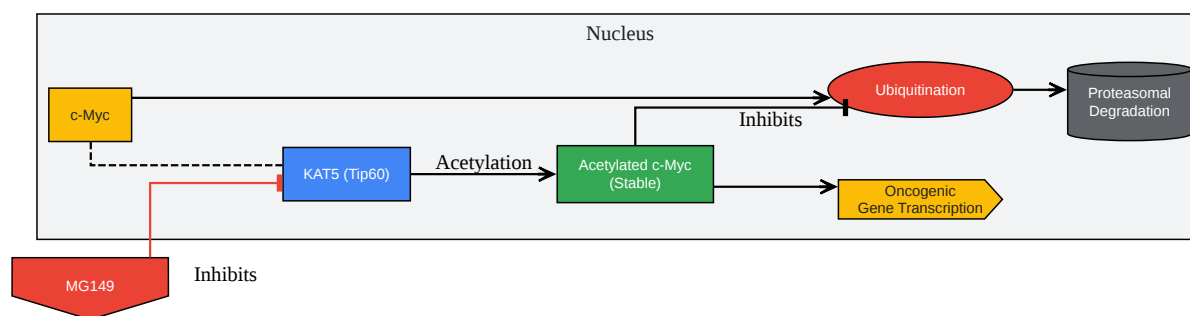 Nucleus
c-Myc
Ubiquitination
Proteasomal
Degradation
Inhibits
KAT5 (Tip60)
Acetylation
Acetylated c-Myc
(Stable)
Oncogenic
Gene Transcription
MG149
Inhibits